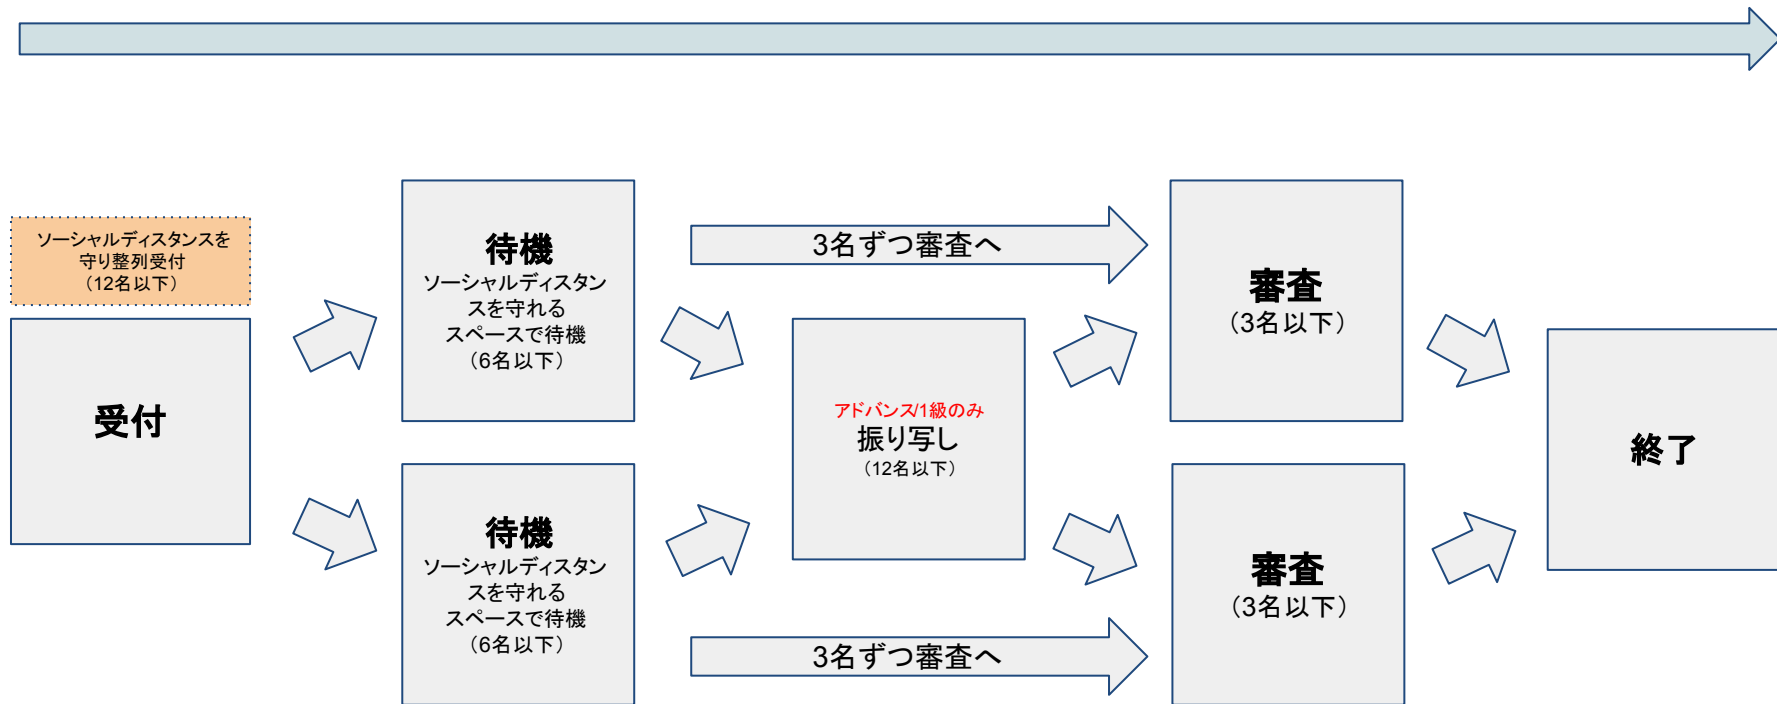 ソーシャルディスタンスを
守り整列受付
（12名以下）
受付
待機
ソーシャルディスタン
スを守れる
スペースで待機
（6名以下）
待機
ソーシャルディスタン
スを守れる
スペースで待機
（6名以下）
3名ずつ審査へ
アドバンス/1級のみ
振り写し
（12名以下）
3名ずつ審査へ
審査
（3名以下）
審査
（3名以下）
終了